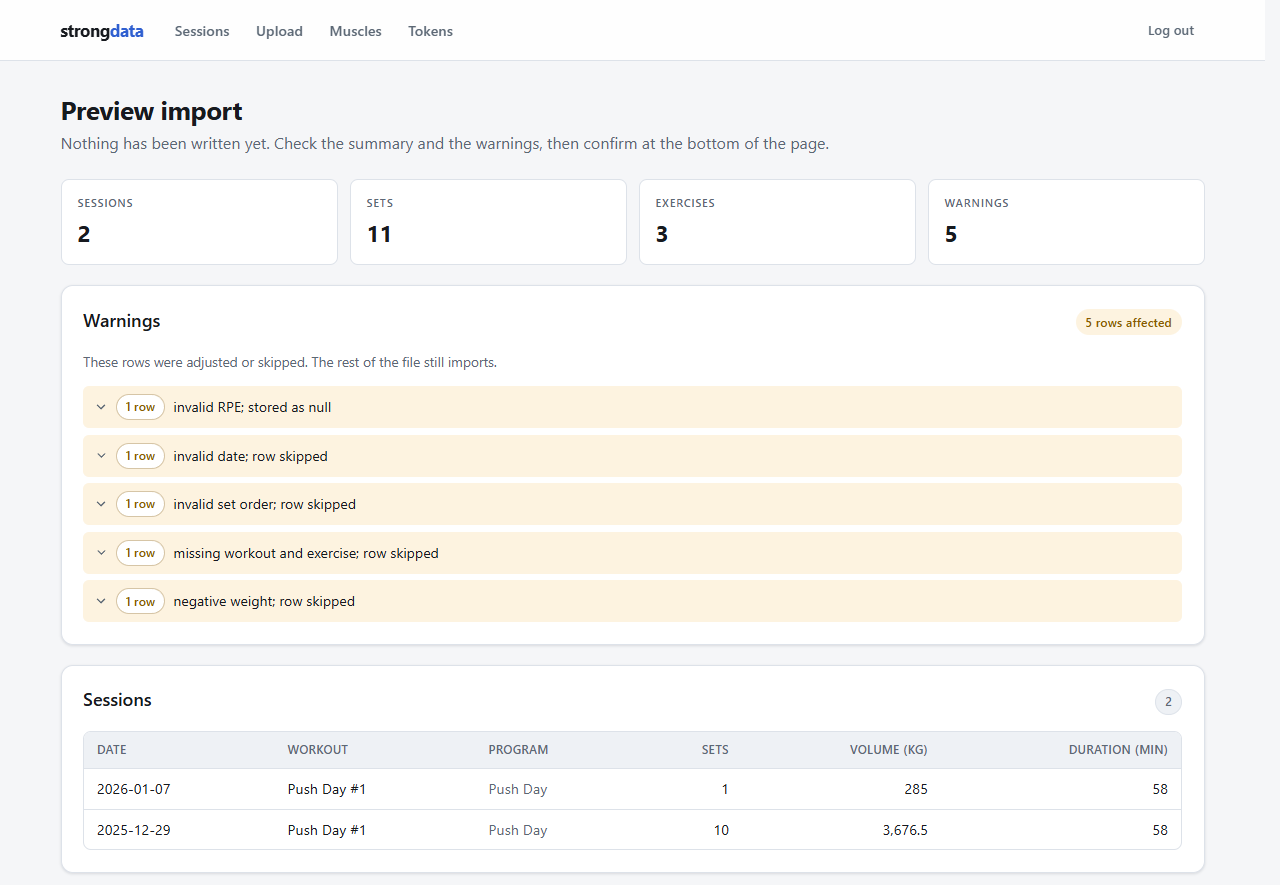 strongdata Sessions Upload Muscles Tokens Log out
Preview import
Nothing has been written yet. Check the summary and the warnings, then confirm at the bottom of the page.
SESSIONS SETS EXERCISES WARNINGS
2 11 3 5
Warnings 5 rows affected
These rows were adjusted or skipped. The rest of the file still imports.
1 row invalid RPE; stored as null
1 row invalid date; row skipped
1 row invalid set order; row skipped
1 row missing workout and exercise; row skipped
1 row negative weight; row skipped
Sessions 2
DATE WORKOUT PROGRAM SETS VOLUME (KG) DURATION (MIN)
2026-01-07 Push Day #1 Push Day 1 285 58
2025-12-29 Push Day #1 Push Day 10 3,676.5 58